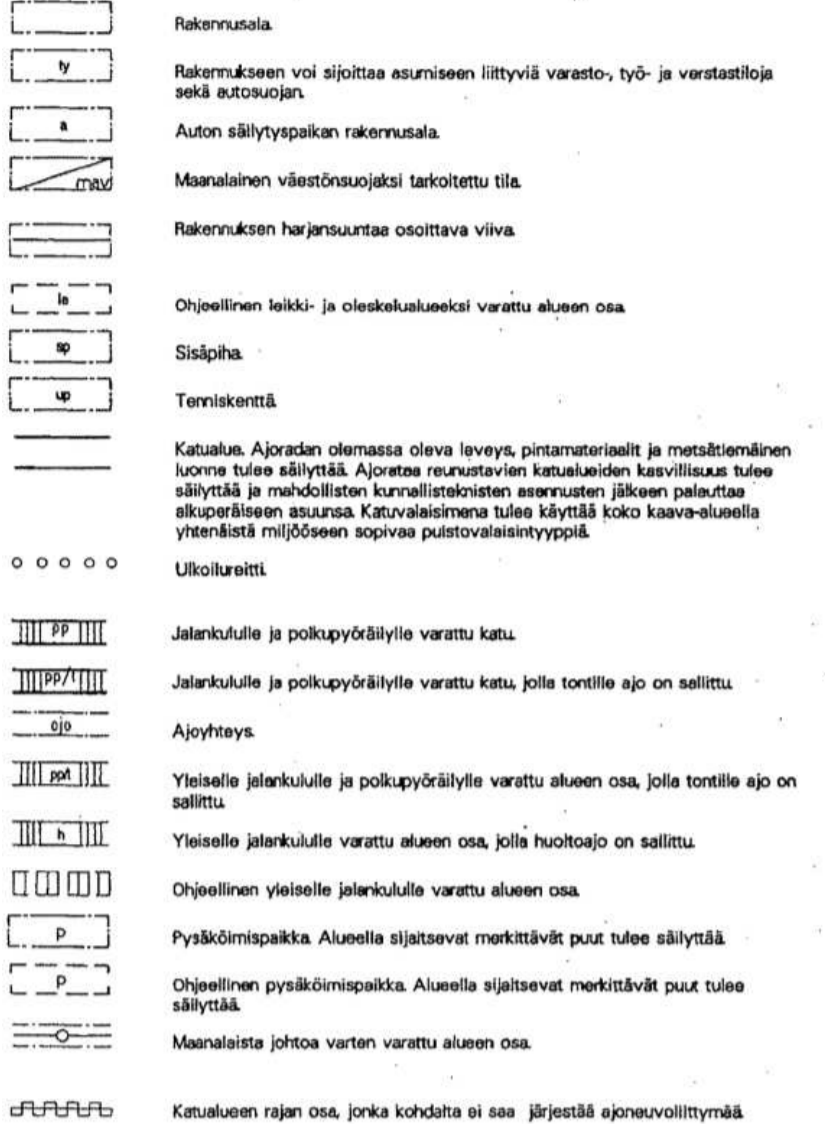 Rakennusala.
ty Rakennukseen voi sijoittaa asumiseen liittyviä varasto-, työ- ja verstastiloja
sekä autosuojan.
a Auton säilytyspaikan rakennusala.
mav Maanalainen väestönsuojaksi tarkoitettu tila.
Rakennuksen harjansuuntaa osoittava viiva.
le Ohjeellinen leikki- ja oleskelualueeksi varattu alueen osa.
sp Sisäpiha.
up Tenniskenttä.
Katualue. Ajoradan olemassa oleva leveys, pintamateriaalit ja metsätiemäinen
luonne tulee säilyttää. Ajorataa reunustavien katualueiden kasvillisuus tulee
säilyttää ja mahdollisten kunnallisteknisten asennusten jälkeen palauttaa
alkuperäiseen asuunsa. Katuvalaisimena tulee käyttää koko kaava-alueella
yhtenäistä miljööseen sopivaa puistovalaisintyyppiä.
Ulkoilureitti.
pp Jalankululle ja polkupyöräilylle varattu katu.
pp/t Jalankululle ja polkupyöräilylle varattu katu, jolla tontille ajo on sallittu.
ajo Ajoyhteys.
pp/t Yleiselle jalankululle ja polkupyöräilylle varattu alueen osa, jolla tontille ajo on
sallittu.
h Yleiselle jalankululle varattu alueen osa, jolla huoltoajo on sallittu.
Ohjeellinen yleiselle jalankululle varattu alueen osa.
p Pysäköimispaikka. Alueella sijaitsevat merkittävät puut tulee säilyttää.
p Ohjeellinen pysäköimispaikka. Alueella sijaitsevat merkittävät puut tulee
säilyttää.
Maanalaista johtoa varten varattu alueen osa.
Katualueen rajan osa, jonka kohdalta ei saa järjestää ajoneuvoliittymää.